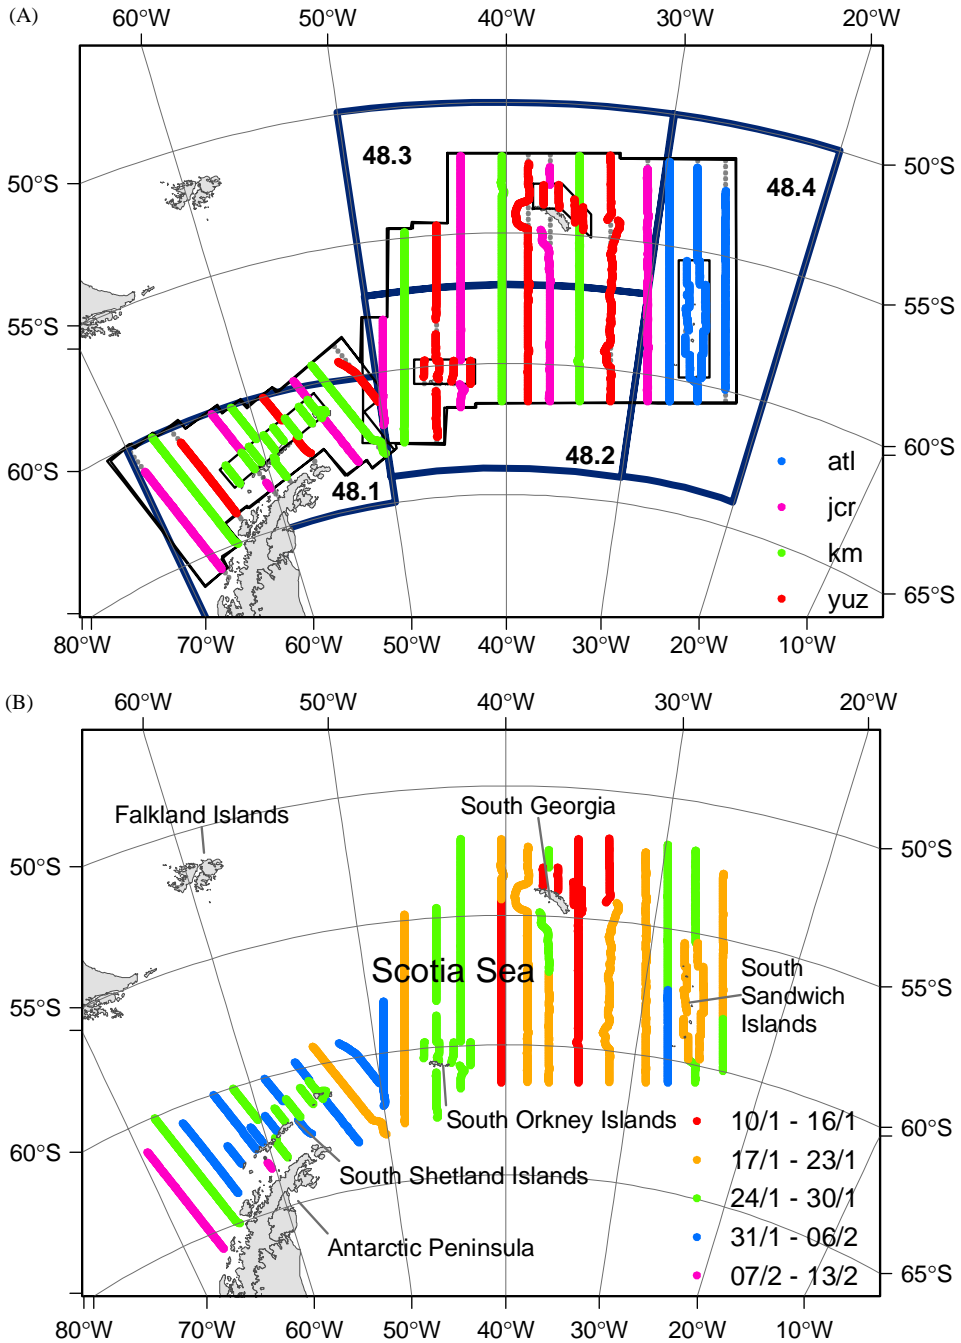 (A)
60°W 50°W 40°W 30°W 20°W
48.3
50°S
48.4
50°S
55°S
55°S
60°S
48.2
60°S
48.1
atl
jcr
km
yuz
65°S
80°W 70°W 60°W 50°W 40°W 30°W 10°W
(B)
60°W 50°W 40°W 30°W 20°W
Falkland Islands
South Georgia
50°S
50°S
Scotia Sea
South
Sandwich
Islands
55°S
55°S
South Orkney Islands
10/1 - 16/1
60°S
60°S
17/1 - 23/1
South Shetland Islands
24/1 - 30/1
31/1 - 06/2
Antarctic Peninsula
07/2 - 13/2
65°S
80°W 70°W 60°W 50°W 40°W 30°W 10°W